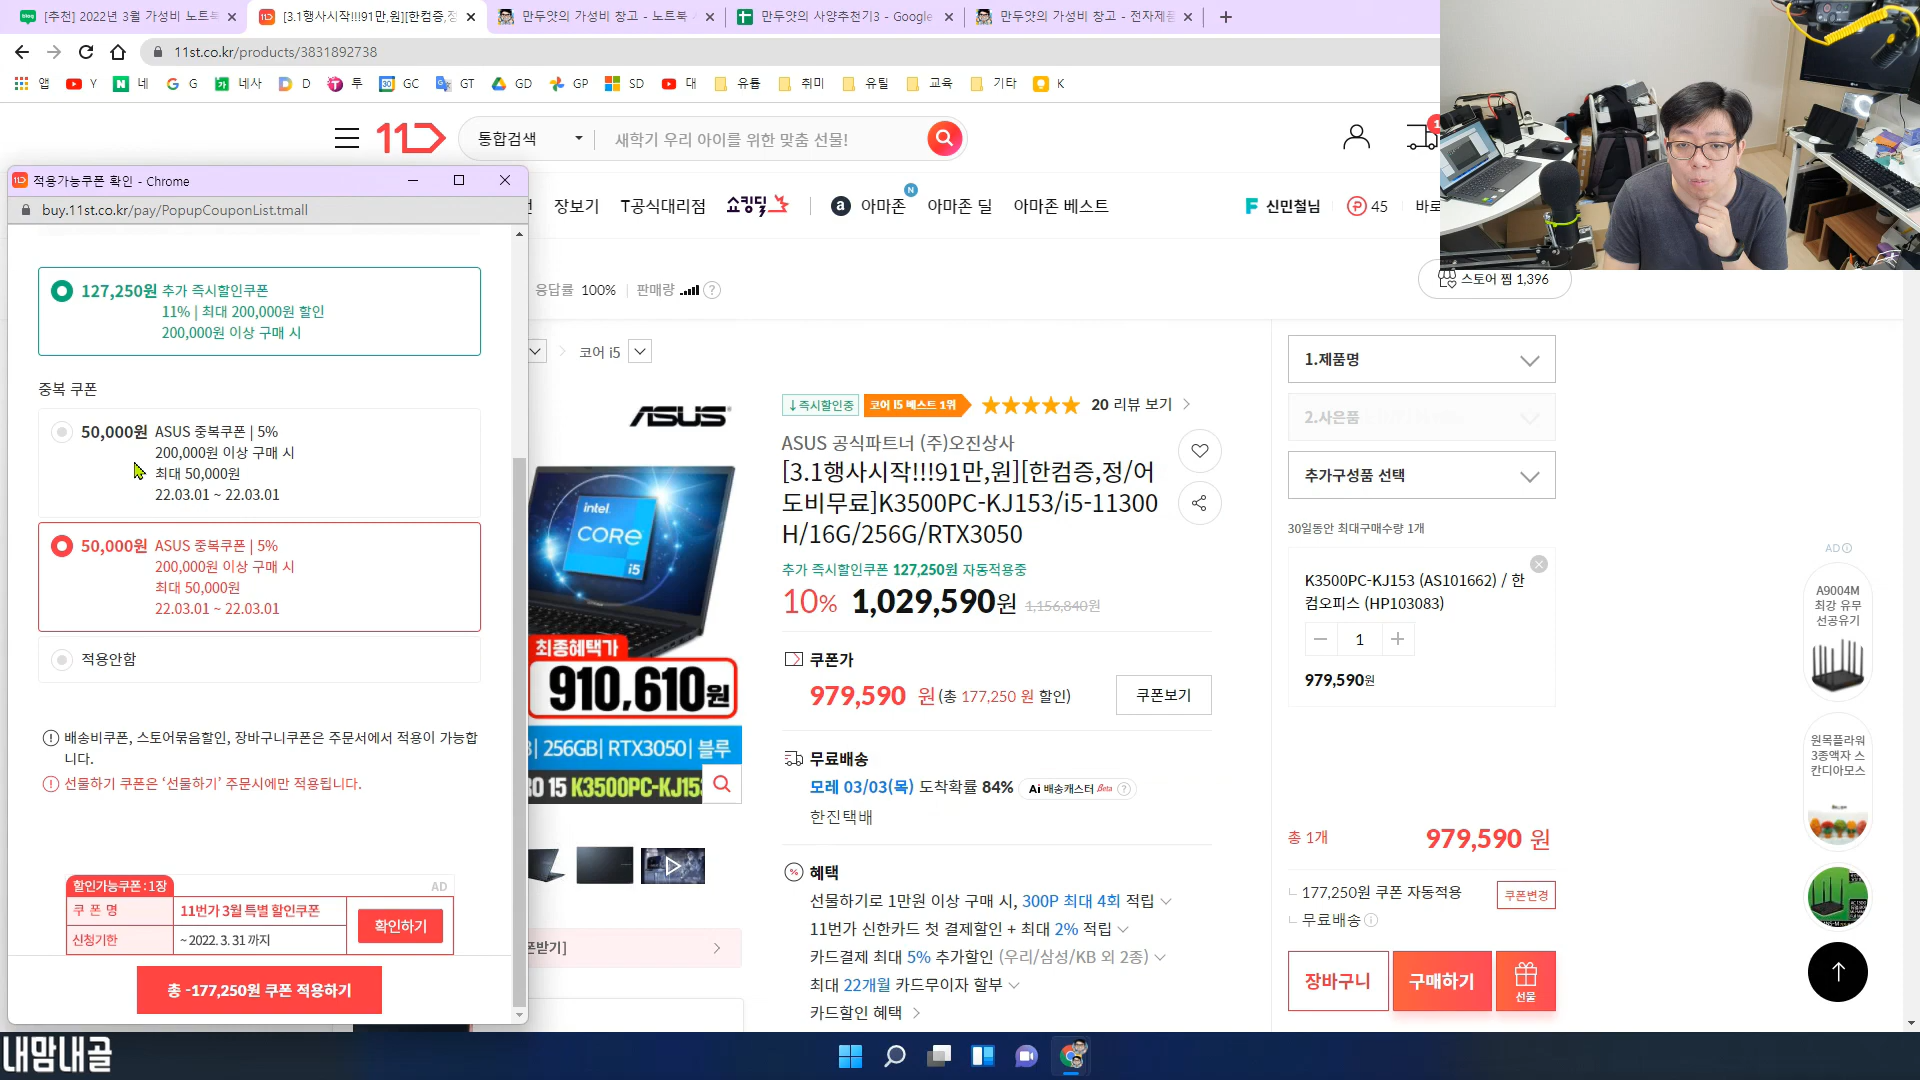 [추천] 2022년 3월 가성비 노트북
[3.1행사시작!!!91만,원][한컴증,정
만두얏의 가성비 창고 - 노트북
만두얏의 사양추천기3 - Google
만두얏의 가성비 창고 - 전자제품
11st.co.kr/products/3831892738
앱 Y 네 G 네사 D 투 GC GT GD GP SD 대 유튭 취미 유틸 교육 기타 K
통합검색 새학기 우리 아이를 위한 맞춤 선물!
장보기 T공식대리점 쇼킹딜 아마존 아마존 딜 아마존 베스트
신민철님 45
응답률 100% 판매량
스토어 찜 1,396
적용가능쿠폰 확인 - Chrome
buy.11st.co.kr/pay/PopupCouponList.tmall
127,250원 추가 즉시할인쿠폰
11% | 최대 200,000원 할인
200,000원 이상 구매 시
중복 쿠폰
50,000원 ASUS 중복쿠폰 | 5%
200,000원 이상 구매 시
최대 50,000원
22.03.01 ~ 22.03.01
50,000원 ASUS 중복쿠폰 | 5%
200,000원 이상 구매 시
최대 50,000원
22.03.01 ~ 22.03.01
적용안함
배송비쿠폰, 스토어묶음할인, 장바구니쿠폰은 주문서에서 적용이 가능합
니다.
선물하기 쿠폰은 ‘선물하기’ 주문시에만 적용됩니다.
할인가능쿠폰 : 1장 AD
쿠 폰 명 11번가 3월 특별 할인쿠폰
신청기한 ~ 2022. 3. 31 까지
확인하기
총 -177,250원 쿠폰 적용하기
코어 i5
ASUS
intel
CORE
i5
최종혜택가
910,610원
256GB| RTX3050| 블루
15 K3500PC-KJ153
폰받기]
↓즉시할인중 코어 I5 베스트 1위 20 리뷰 보기
ASUS 공식파트너 (주)오진상사
[3.1행사시작!!!91만,원][한컴증,정/어
도비무료]K3500PC-KJ153/i5-11300
H/16G/256G/RTX3050
추가 즉시할인쿠폰 127,250원 자동적용중
10% 1,029,590원 1,156,840원
쿠폰가
979,590 원 (총 177,250 원 할인)
쿠폰보기
무료배송
모레 03/03(목) 도착확률 84% Ai 배송캐스터 Beta
한진택배
혜택
선물하기로 1만원 이상 구매 시, 300P 최대 4회 적립
11번가 신한카드 첫 결제할인 + 최대 2% 적립
카드결제 최대 5% 추가할인 (우리/삼성/KB 외 2종)
최대 22개월 카드무이자 할부
카드할인 혜택
1.제품명
2.사은품
추가구성품 선택
30일동안 최대구매수량 1개
K3500PC-KJ153 (AS101662) / 한
컴오피스 (HP103083)
1
979,590원
총 1개 979,590 원
177,250원 쿠폰 자동적용 쿠폰변경
무료배송
장바구니
구매하기
선물
AD
A9004M
최강 유무
선공유기
원목플라워
3종액자 스
칸디아모스
내맘내골